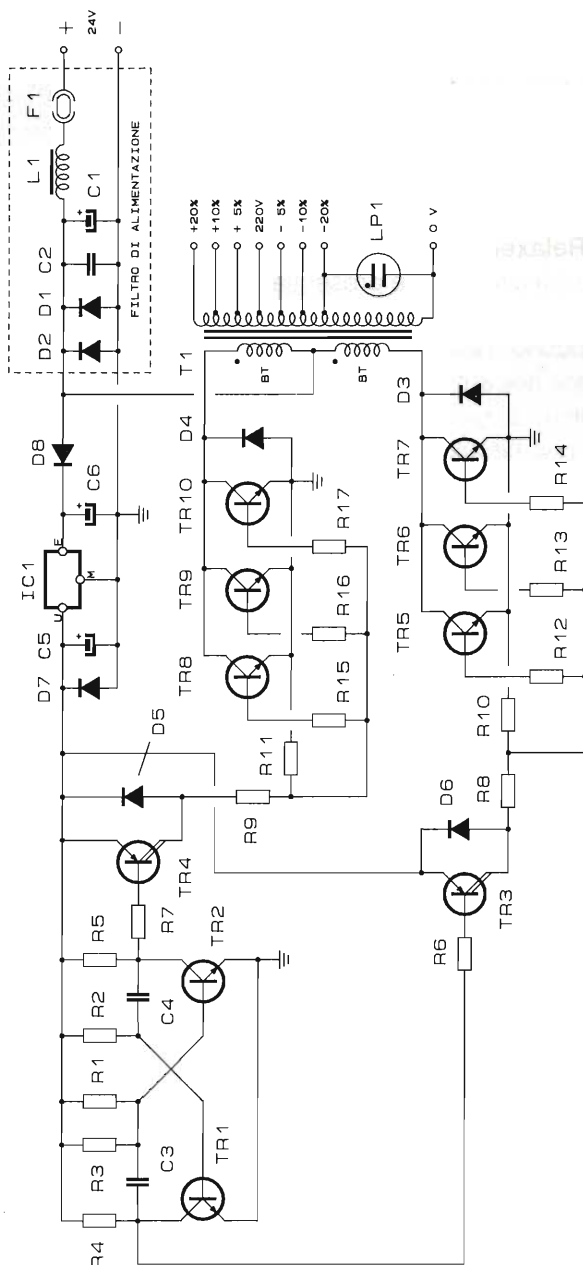 +
24V
-
F1
L1
C1
C2
D1
D2
FILTRO DI ALIMENTAZIONE
+
+20%
+10%
+ 5%
220V
- 5%
-10%
-20%
LP1
0 V
T1
BT
BT
D8
C6
+
IC1
E
M
U
C5
+
D7
D4
D3
TR10
TR9
TR8
R17
R16
R15
R11
TR7
TR6
TR5
R14
R13
R12
R10
R8
D5
D6
R9
TR4
TR3
R7
R6
R5
R2
R1
R3
R4
C4
C3
TR2
TR1
Relaxe